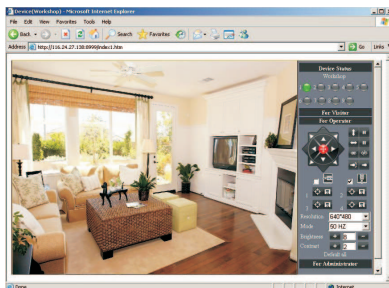 Device(Workshop) - Microsoft Internet Explorer
File Edit View Favorites Tools Help
Back Search Favorites
Address http://116.24.27.138:8999/index1.htm Go Links
Device Status
Workshop
For Visitor
For Operator
Resolution 640*480
Mode 50 HZ
Brightness 6
Contrast 2
Default all
For Administrator
Done Internet